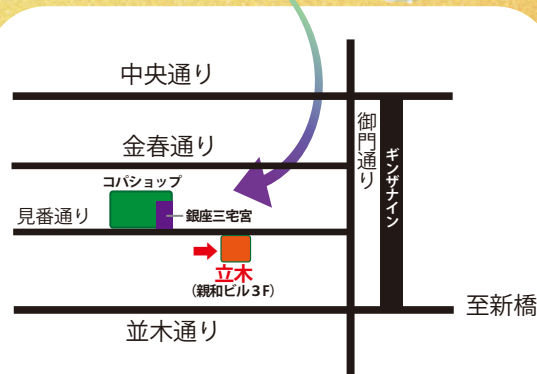 中央通り
御門通り
ギンザナイン
金春通り
コパショップ
見番通り
銀座三宅宮
立木
(親和ビル3F)
至新橋
並木通り